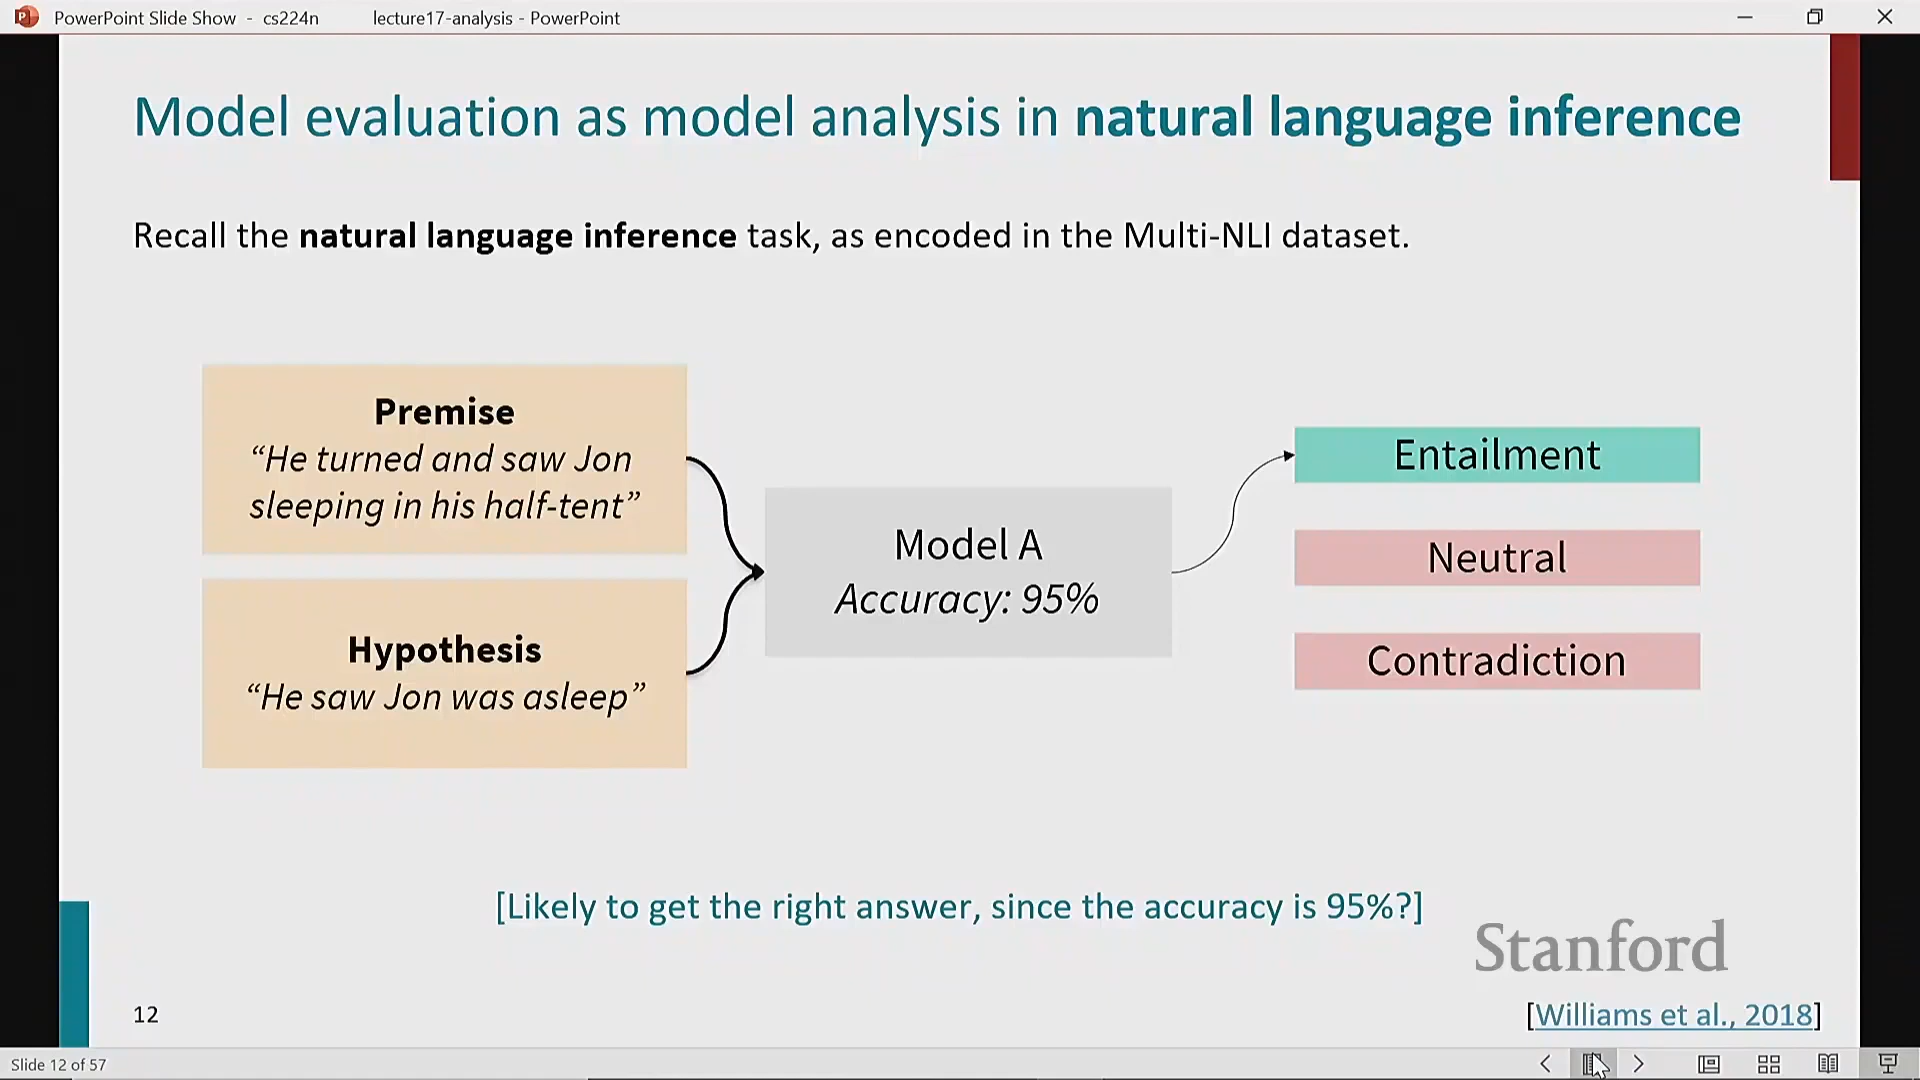 PowerPoint Slide Show - cs224n lecture17-analysis - PowerPoint
Model evaluation as model analysis in natural language inference
Recall the natural language inference task, as encoded in the Multi-NLI dataset.
Premise
“He turned and saw Jon
sleeping in his half-tent”
Hypothesis
“He saw Jon was asleep”
Model A
Accuracy: 95%
Entailment
Neutral
Contradiction
[Likely to get the right answer, since the accuracy is 95%?]
Stanford
12
[Williams et al., 2018]
Slide 12 of 57